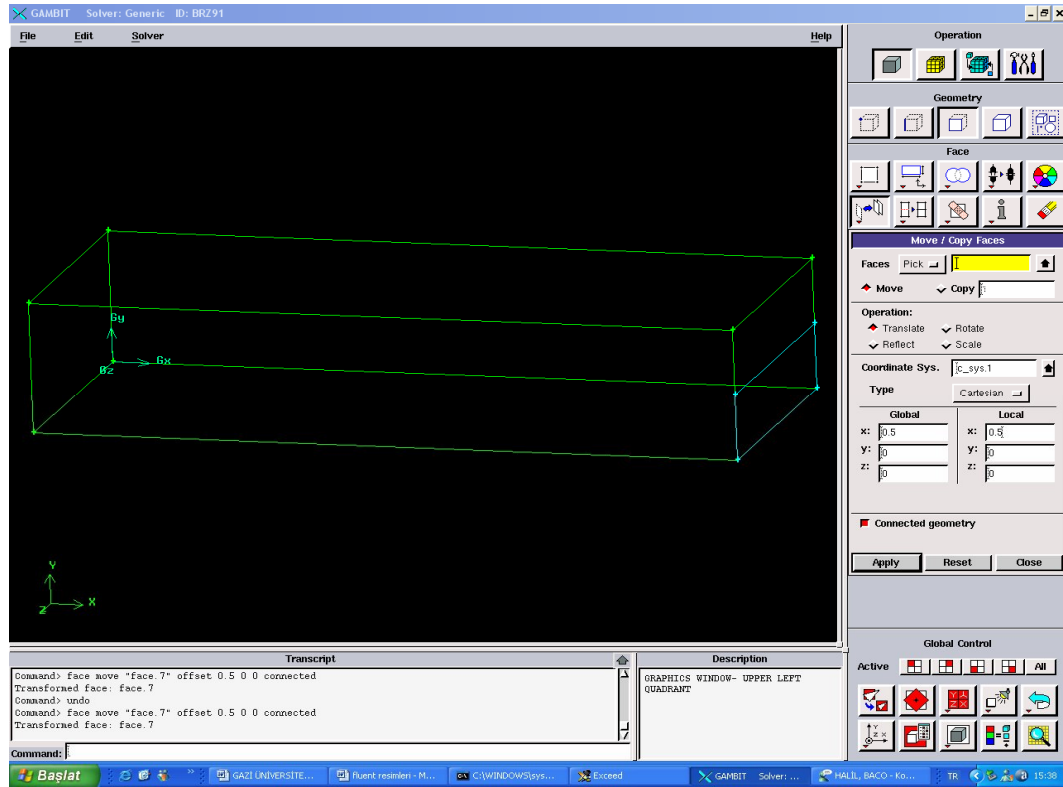 GAMBIT Solver: Generic ID: BRZ91
File Edit Solver Help
Operation
Geometry
Face
Move / Copy Faces
Faces Pick
Move Copy
Operation:
Translate Rotate
Reflect Scale
Coordinate Sys. c_sys.1
Type Cartesian
Global Local
x: 0.5 x: 0.5
y: 0 y: 0
z: 0 z: 0
Connected geometry
Apply Reset Close
Gy
Gx
Gz
Y
X
Z
Global Control
Active All
Transcript
Command> face move "face.7" offset 0.5 0 0 connected
Transformed face: face.7
Command> undo
Command> face move "face.7" offset 0.5 0 0 connected
Transformed face: face.7
Command:
Description
GRAPHICS WINDOW- UPPER LEFT
QUADRANT
Başlat GAZİ ÜNİVERSİTE... fluent resimleri - M... C:\WINDOWS\sys... Exceed GAMBIT Solver: ... HALİL, BACO - Ko... TR 15:38